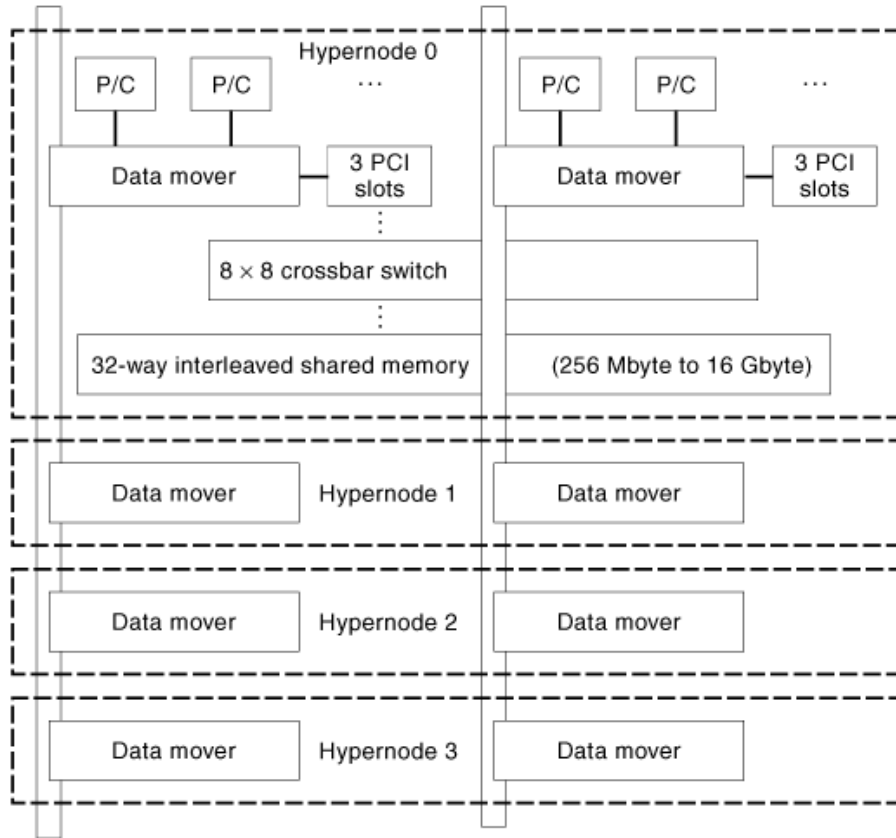 Hypernode 0
P/C
P/C
...
P/C
P/C
...
Data mover
3 PCI
slots
Data mover
3 PCI
slots
8 × 8 crossbar switch
32-way interleaved shared memory
(256 Mbyte to 16 Gbyte)
Data mover
Hypernode 1
Data mover
Data mover
Hypernode 2
Data mover
Data mover
Hypernode 3
Data mover